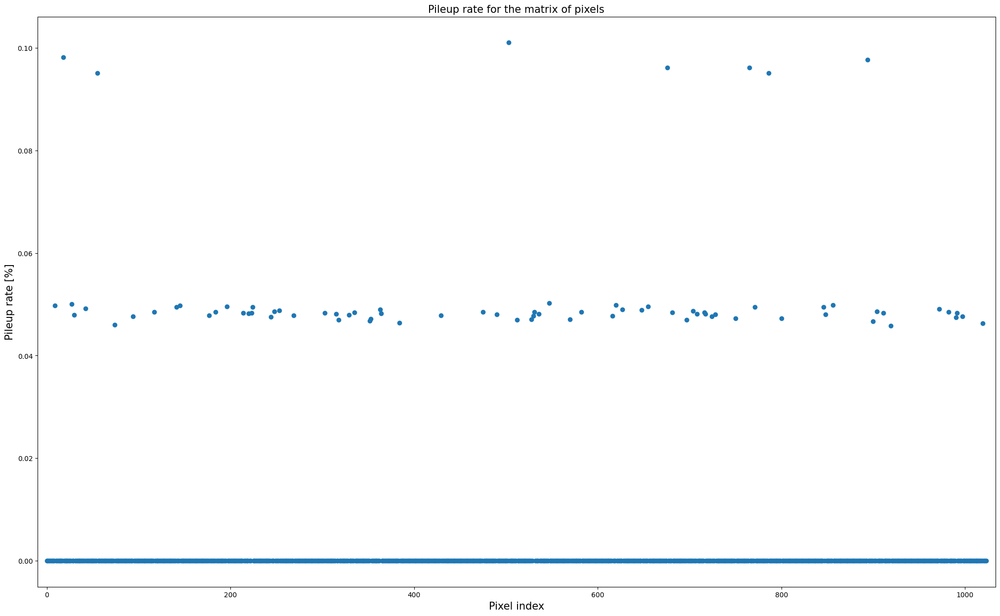 Pileup rate for the matrix of pixels
0.10
0.08
0.06
0.04
0.02
0.00
Pileup rate [%]
0 200 400 600 800 1000
Pixel index